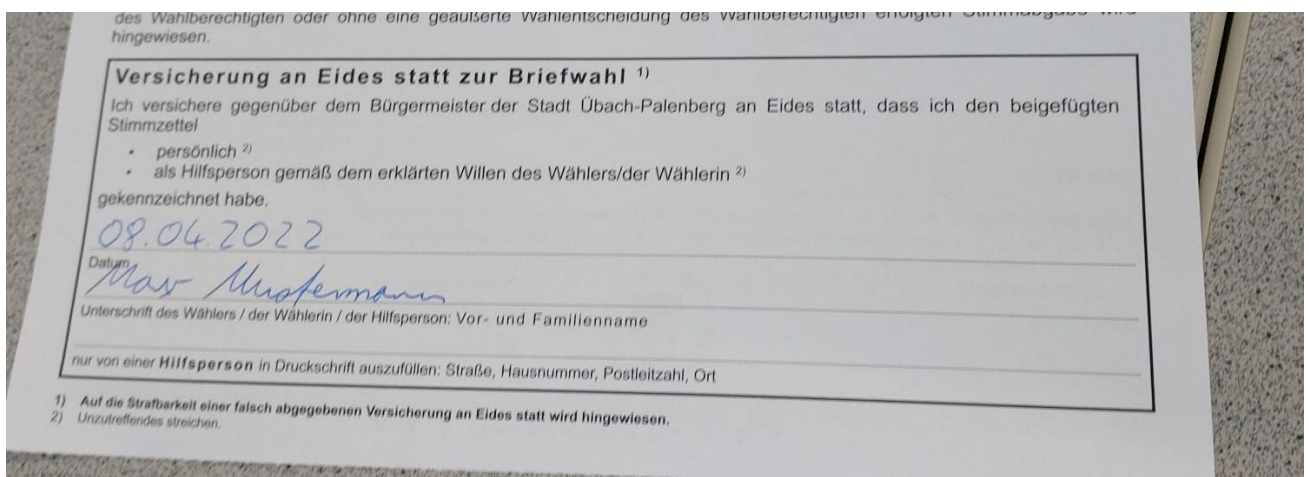 des Wahlberechtigten oder ohne eine geäußerte Wahlentscheidung des Wahlberechtigten erfolgten Stimmabgabe wird
hingewiesen.
Versicherung an Eides statt zur Briefwahl 1)
Ich versichere gegenüber dem Bürgermeister der Stadt Übach-Palenberg an Eides statt, dass ich den beigefügten
Stimmzettel
• persönlich 2)
• als Hilfsperson gemäß dem erklärten Willen des Wählers/der Wählerin 2)
gekennzeichnet habe.
08.04.2022
Datum
Max Mustermann
Unterschrift des Wählers / der Wählerin / der Hilfsperson: Vor- und Familienname
nur von einer Hilfsperson in Druckschrift auszufüllen: Straße, Hausnummer, Postleitzahl, Ort
1) Auf die Strafbarkeit einer falsch abgegebenen Versicherung an Eides statt wird hingewiesen.
2) Unzutreffendes streichen.